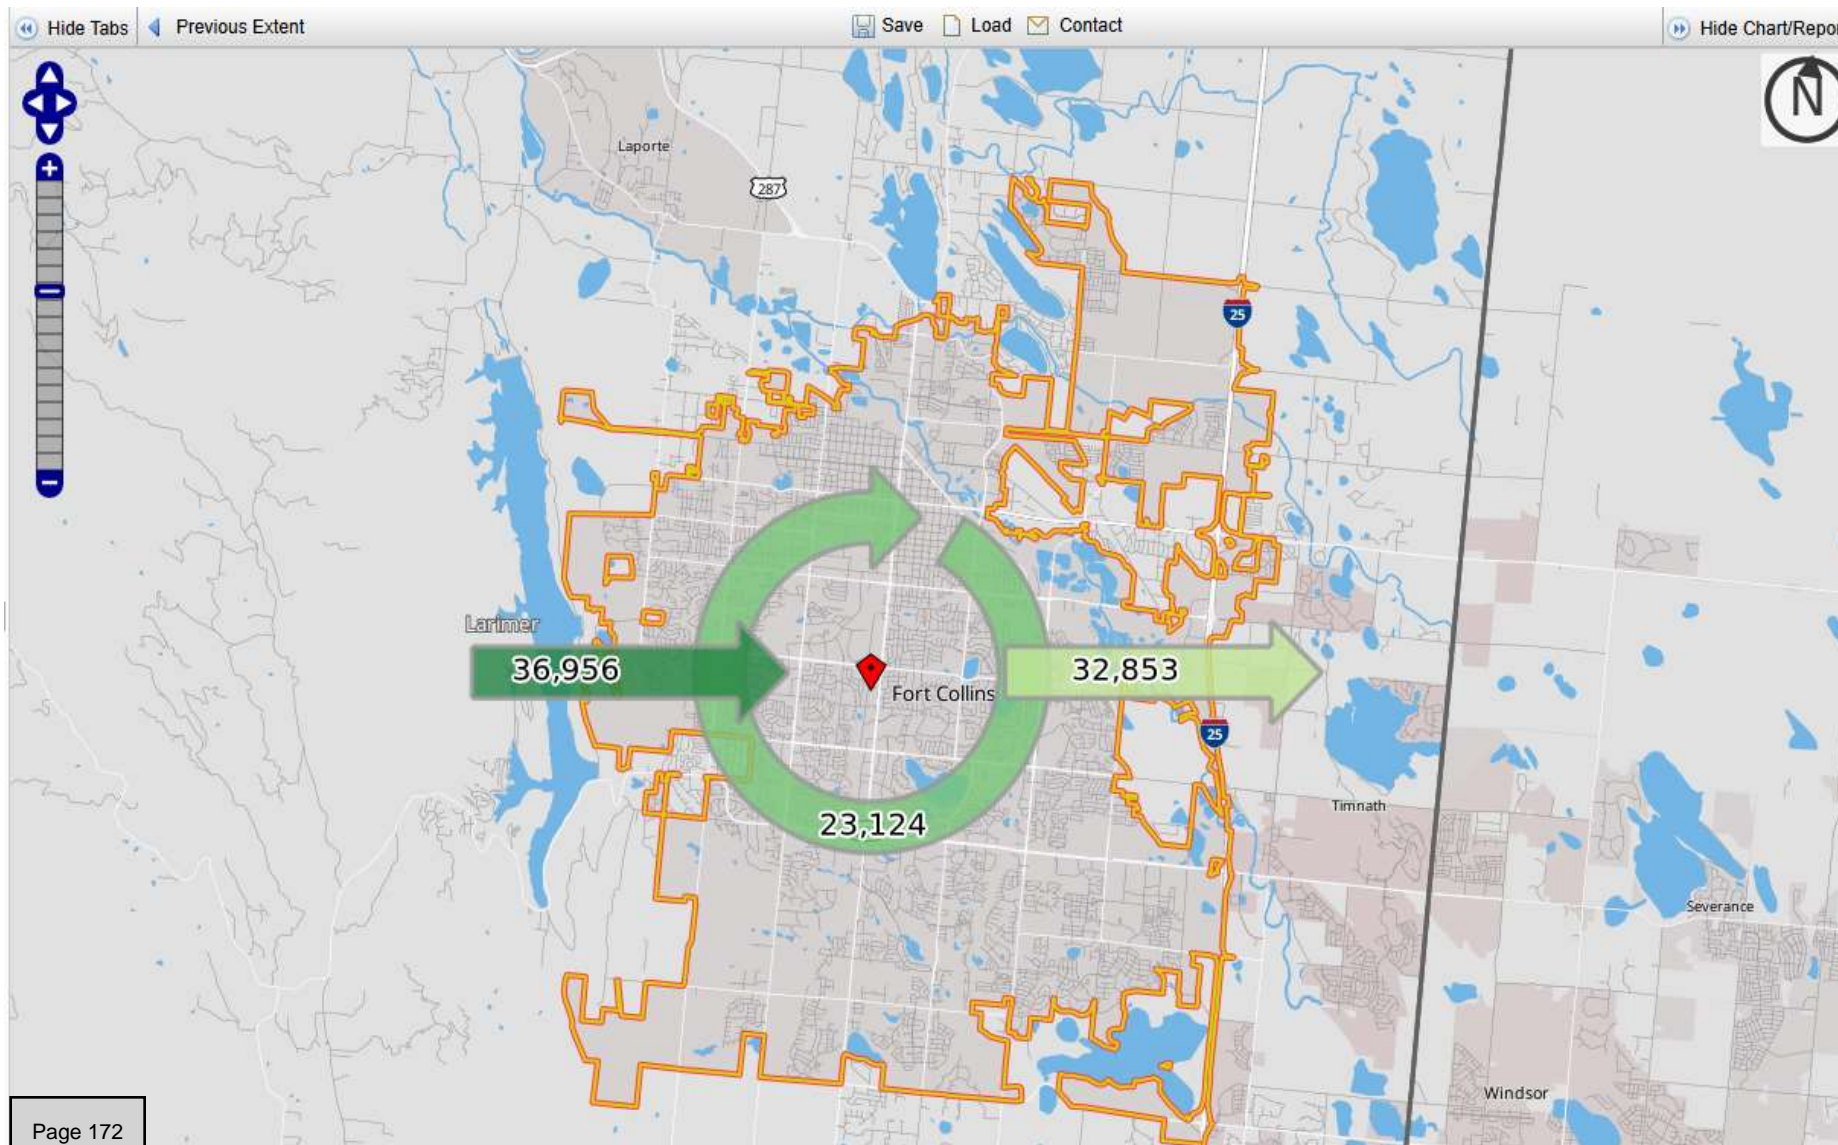 Hide Tabs
Previous Extent
Save
Load
Contact
Hide Chart/Repor
N
Laporte
287
25
Larimer
36,956
32,853
Fort Collins
25
23,124
Timnath
Severance
Windsor
Page 172